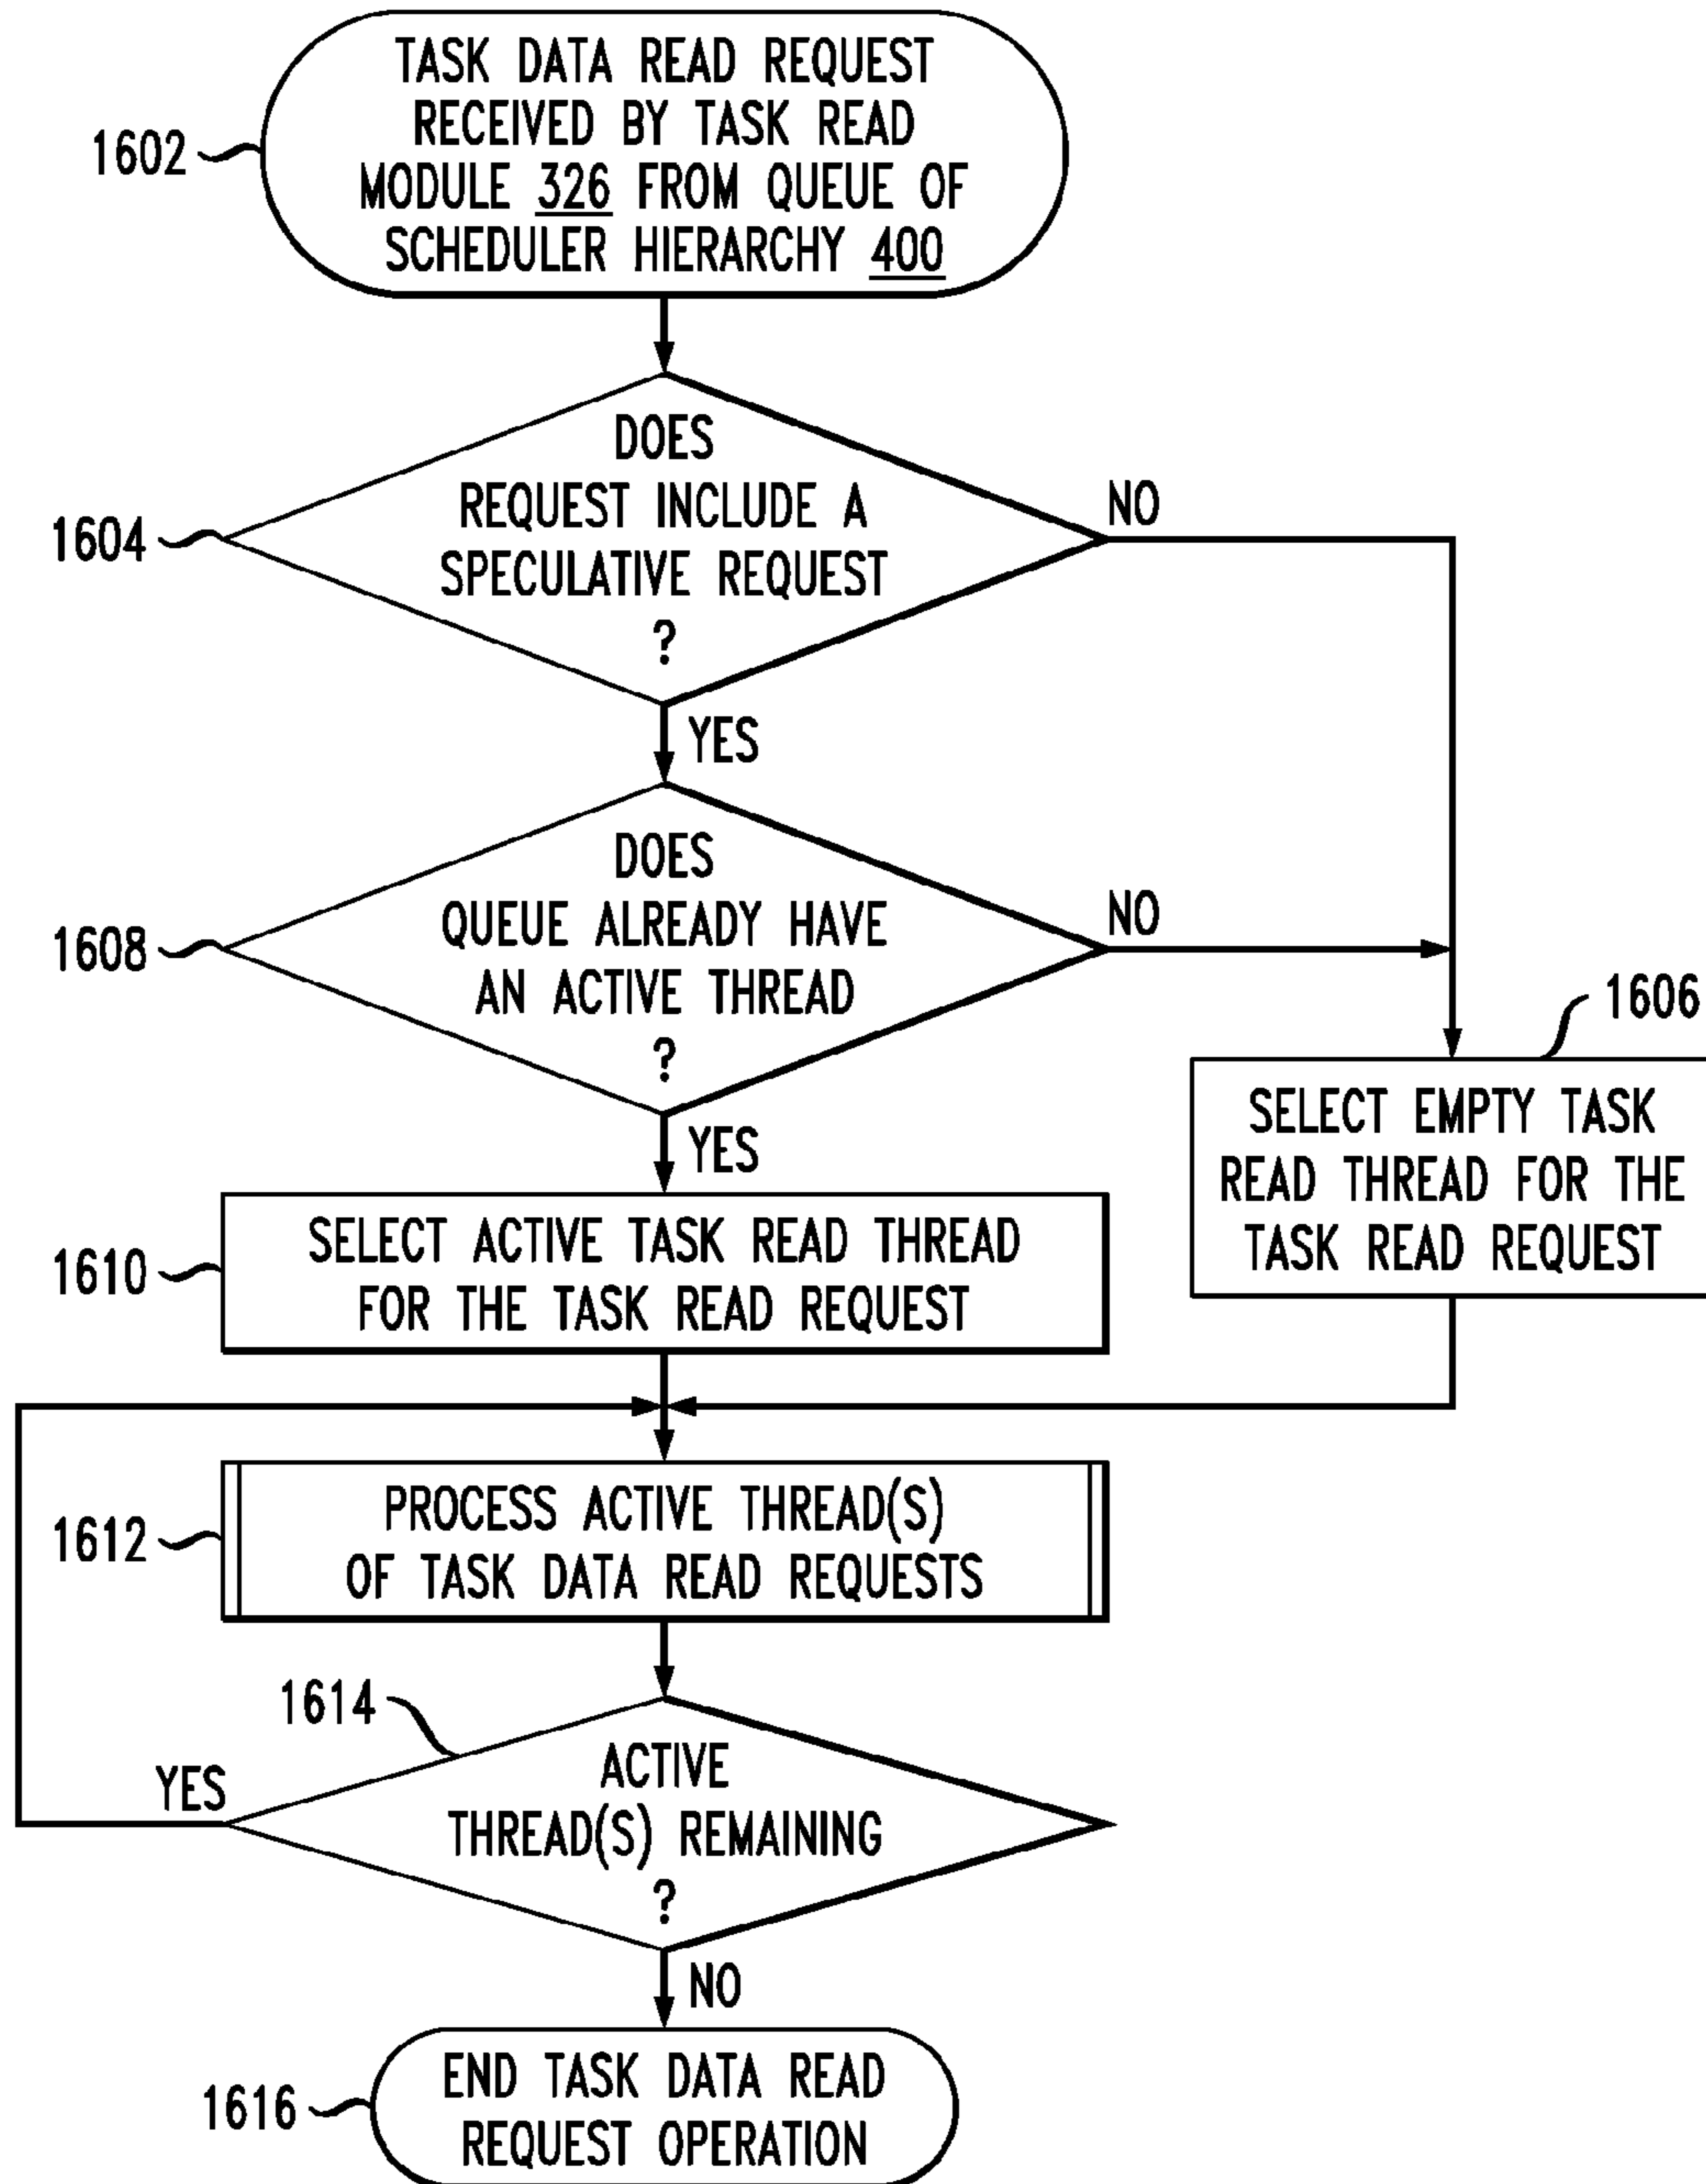 TASK DATA READ REQUEST
RECEIVED BY TASK READ
MODULE 326 FROM QUEUE OF
SCHEDULER HIERARCHY 400
1602
DOES
REQUEST INCLUDE A
SPECULATIVE REQUEST
?
1604
NO
YES
DOES
QUEUE ALREADY HAVE
AN ACTIVE THREAD
?
1608
NO
YES
1606
SELECT EMPTY TASK
READ THREAD FOR THE
TASK READ REQUEST
SELECT ACTIVE TASK READ THREAD
FOR THE TASK READ REQUEST
1610
PROCESS ACTIVE THREAD(S)
OF TASK DATA READ REQUESTS
1612
1614
ACTIVE
THREAD(S) REMAINING
?
YES
NO
END TASK DATA READ
REQUEST OPERATION
1616